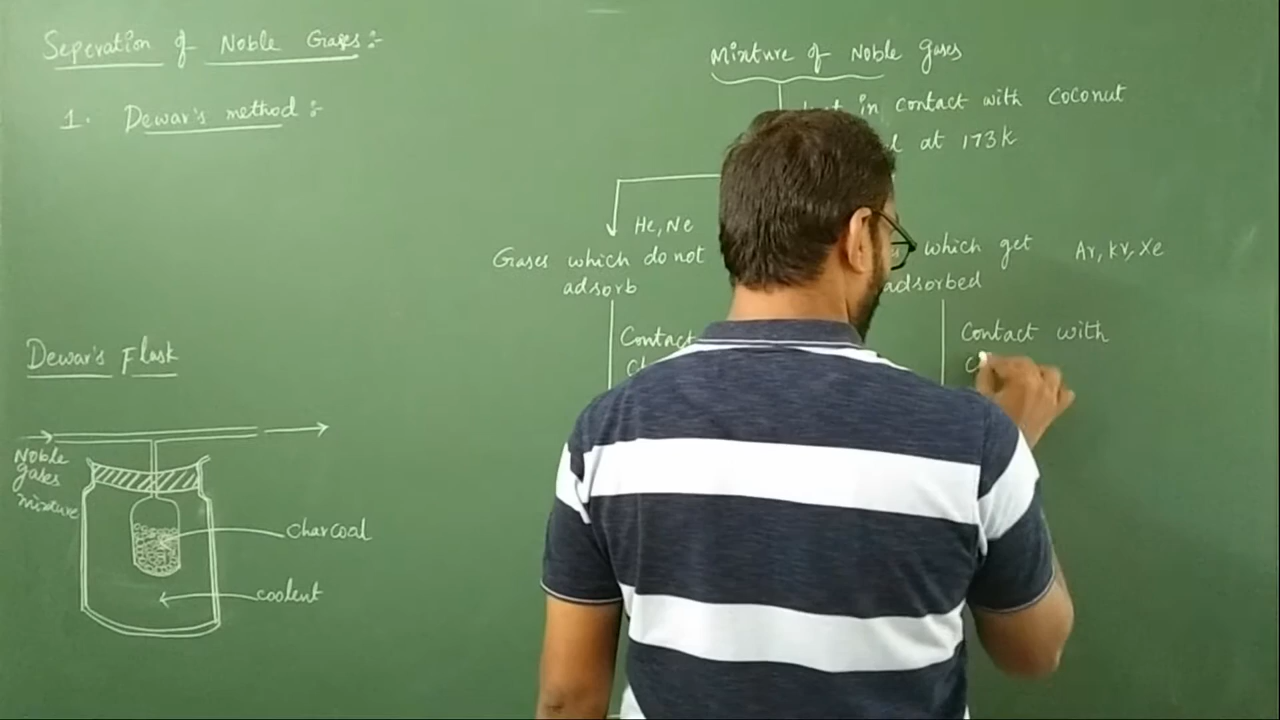 Seperation of Noble Gases :-
1. Dewar's method :-
Mixture of Noble gases
in contact with coconut
at 173k
He, Ne
Gases which do not
adsorb
which get
adsorbed
Ar, Kr, Xe
Contact
Contact with
Dewar's Flask
Noble
gases
mixture
charcoal
coolent